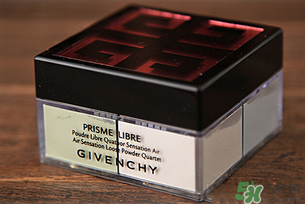 PRISME LIBRE
Poudre Libre Quatuor Sensation Air
Air Sensation Loose Powder Quartet
GIVENCHY